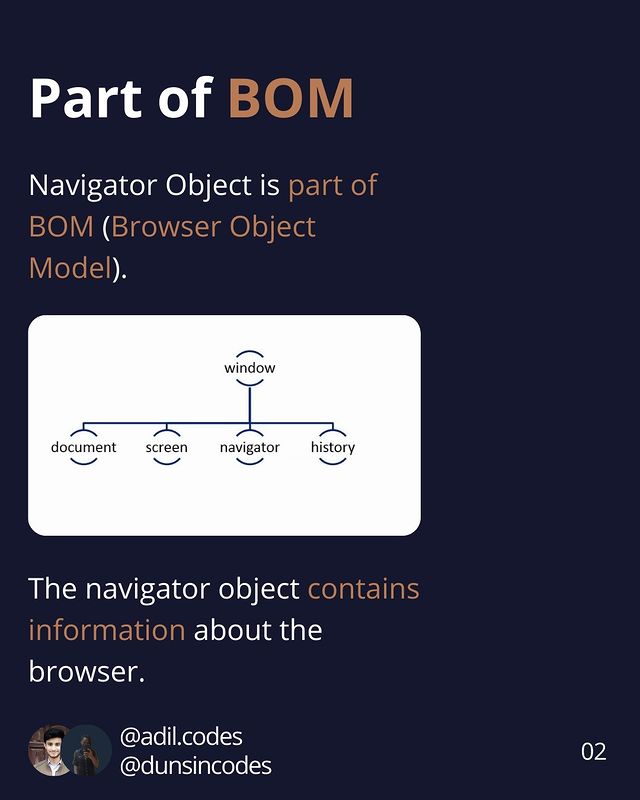 Part of BOM
Navigator Object is part of
BOM (Browser Object
Model).
window
document screen navigator history
The navigator object contains
information about the
browser.
@adil.codes
@dunsincodes
02